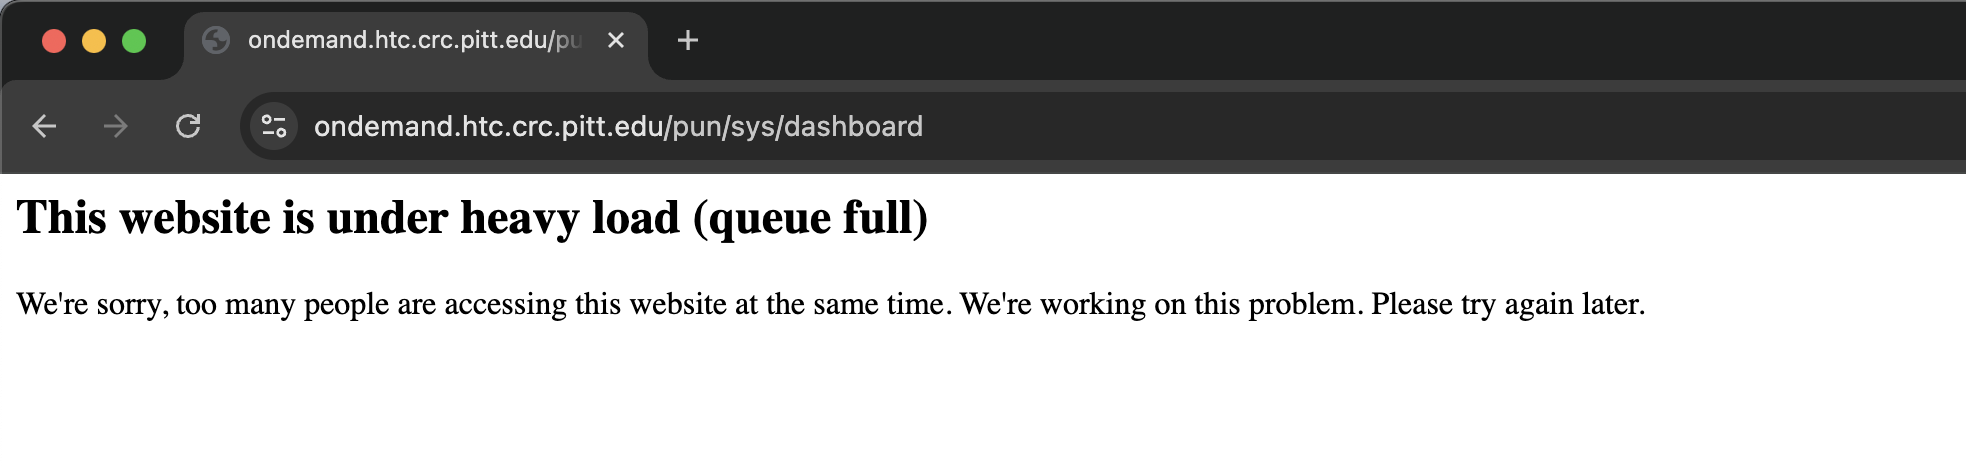 ondemand.htc.crc.pitt.edu/pu
ondemand.htc.crc.pitt.edu/pun/sys/dashboard
This website is under heavy load (queue full)
We're sorry, too many people are accessing this website at the same time. We're working on this problem. Please try again later.